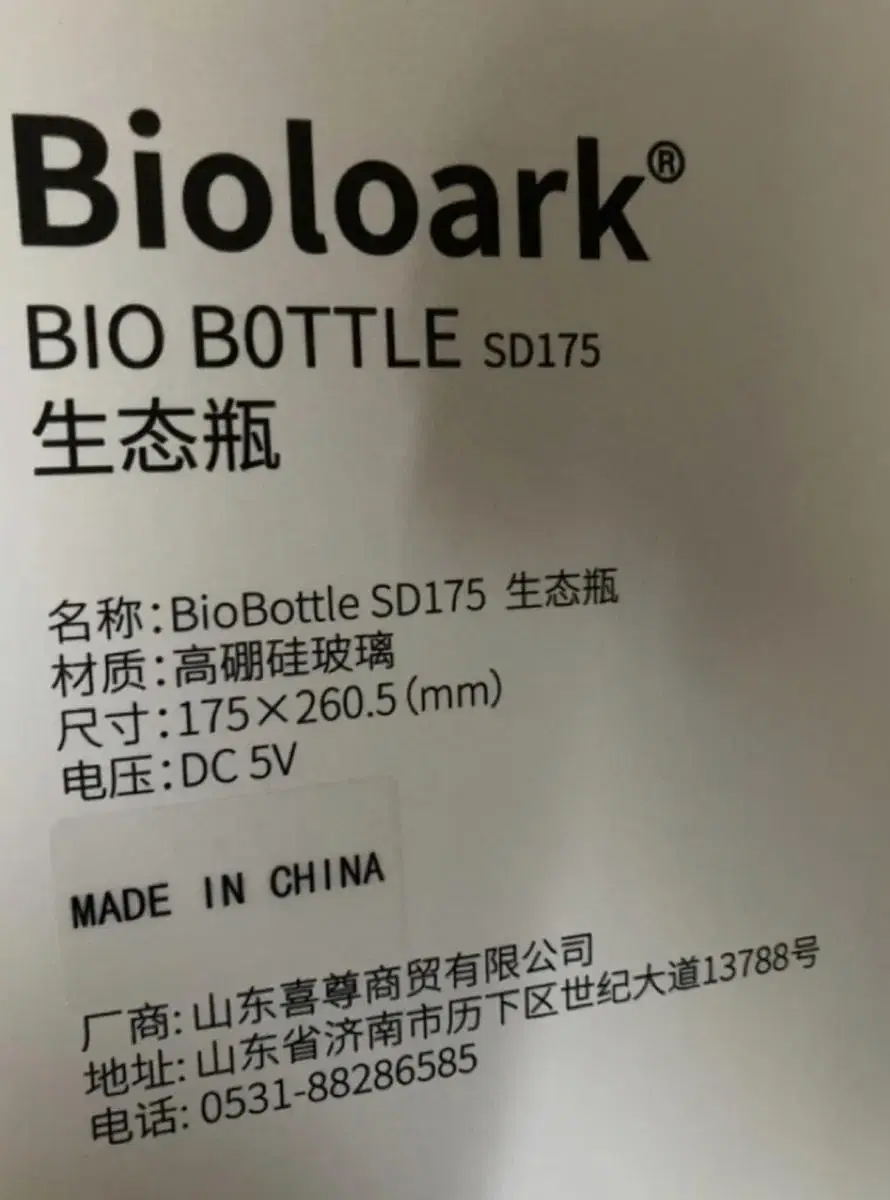 Bioloark®
BIO B0TTLE SD175
生态瓶
名称：BioBottle SD175 生态瓶
材质：高硼硅玻璃
尺寸：175×260.5（mm）
电压：DC 5V
MADE IN CHINA
厂商：山东喜尊商贸有限公司
地址：山东省济南市历下区世纪大道13788号
电话：0531-88286585